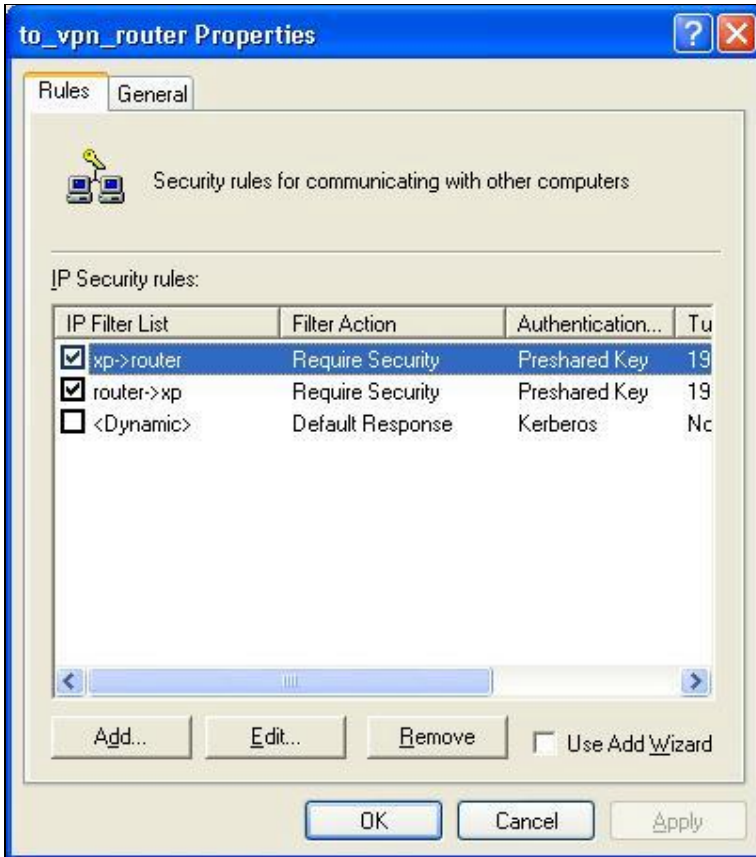 to_vpn_router Properties
Rules General
Security rules for communicating with other computers
IP Security rules:
IP Filter List Filter Action Authentication... Tu
xp->router Require Security Preshared Key 19
router->xp Require Security Preshared Key 19
<Dynamic> Default Response Kerberos Nc
Add... Edit... Remove Use Add Wizard
OK Cancel Apply